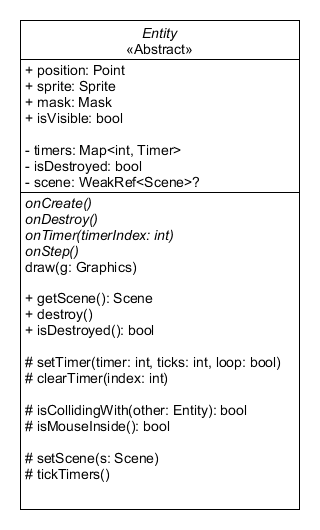 Entity
«Abstract»
+ position: Point
+ sprite: Sprite
+ mask: Mask
+ isVisible: bool
- timers: Map<int, Timer>
- isDestroyed: bool
- scene: WeakRef<Scene>?
onCreate()
onDestroy()
onTimer(timerIndex: int)
onStep()
draw(g: Graphics)
+ getScene(): Scene
+ destroy()
+ isDestroyed(): bool
# setTimer(timer: int, ticks: int, loop: bool)
# clearTimer(index: int)
# isCollidingWith(other: Entity): bool
# isMouseInside(): bool
# setScene(s: Scene)
# tickTimers()